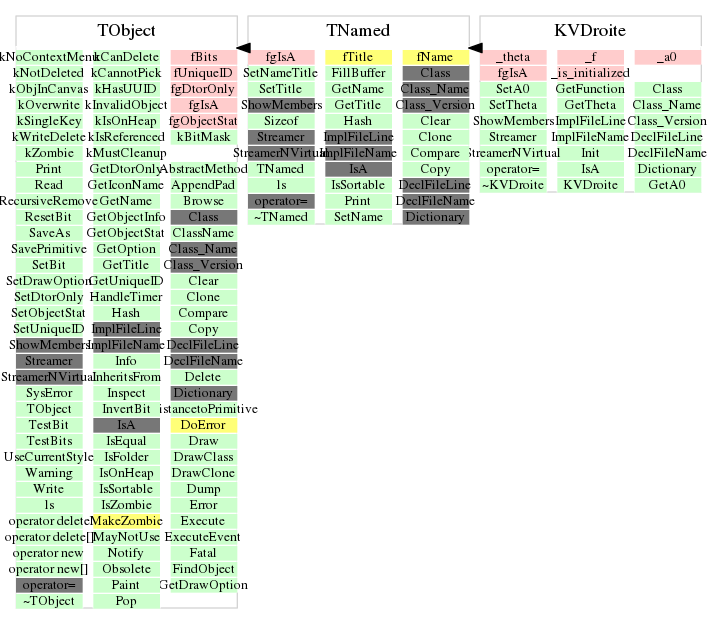 TObject
kNoContextMenu kCanDelete fBits
kNotDeleted kCannotPick fUniqueID
kObjInCanvas kHasUUID fgDtorOnly
kOverwrite kInvalidObject fgIsA
kSingleKey kIsOnHeap fgObjectStat
kWriteDelete kIsReferenced kBitMask
kZombie kMustCleanup
Print GetDtorOnly AbstractMethod
Read GetIconName AppendPad
RecursiveRemove GetName Browse
ResetBit GetObjectInfo Class
SaveAs GetObjectStat ClassName
SavePrimitive GetOption Class_Name
SetBit GetTitle Class_Version
SetDrawOption GetUniqueID Clear
SetDtorOnly HandleTimer Clone
SetObjectStat Hash Compare
SetUniqueID ImplFileLine Copy
ShowMembers ImplFileName DeclFileLine
Streamer Info DeclFileName
StreamerNVirtual InheritsFrom Delete
SysError Inspect Dictionary
TObject InvertBit istancetoPrimitive
TestBit IsA DoError
TestBits IsEqual Draw
UseCurrentStyle IsFolder DrawClass
Warning IsOnHeap DrawClone
Write IsSortable Dump
ls IsZombie Error
operator delete MakeZombie Execute
operator delete[] MayNotUse ExecuteEvent
operator new Notify Fatal
operator new[] Obsolete FindObject
operator= Paint GetDrawOption
~TObject Pop
TNamed
fgIsA fTitle fName
SetNameTitle FillBuffer Class
SetTitle GetName Class_Name
ShowMembers GetTitle Class_Version
Sizeof Hash Clear
Streamer ImplFileLine Clone
StreamerNVirtual ImplFileName Compare
TNamed IsA Copy
ls IsSortable DeclFileLine
operator= Print DeclFileName
~TNamed SetName Dictionary
KVDroite
_theta _f _a0
fgIsA _is_initialized
SetA0 GetFunction Class
SetTheta GetTheta Class_Name
ShowMembers ImplFileLine Class_Version
Streamer ImplFileName DeclFileLine
StreamerNVirtual Init DeclFileName
operator= IsA Dictionary
~KVDroite KVDroite GetA0